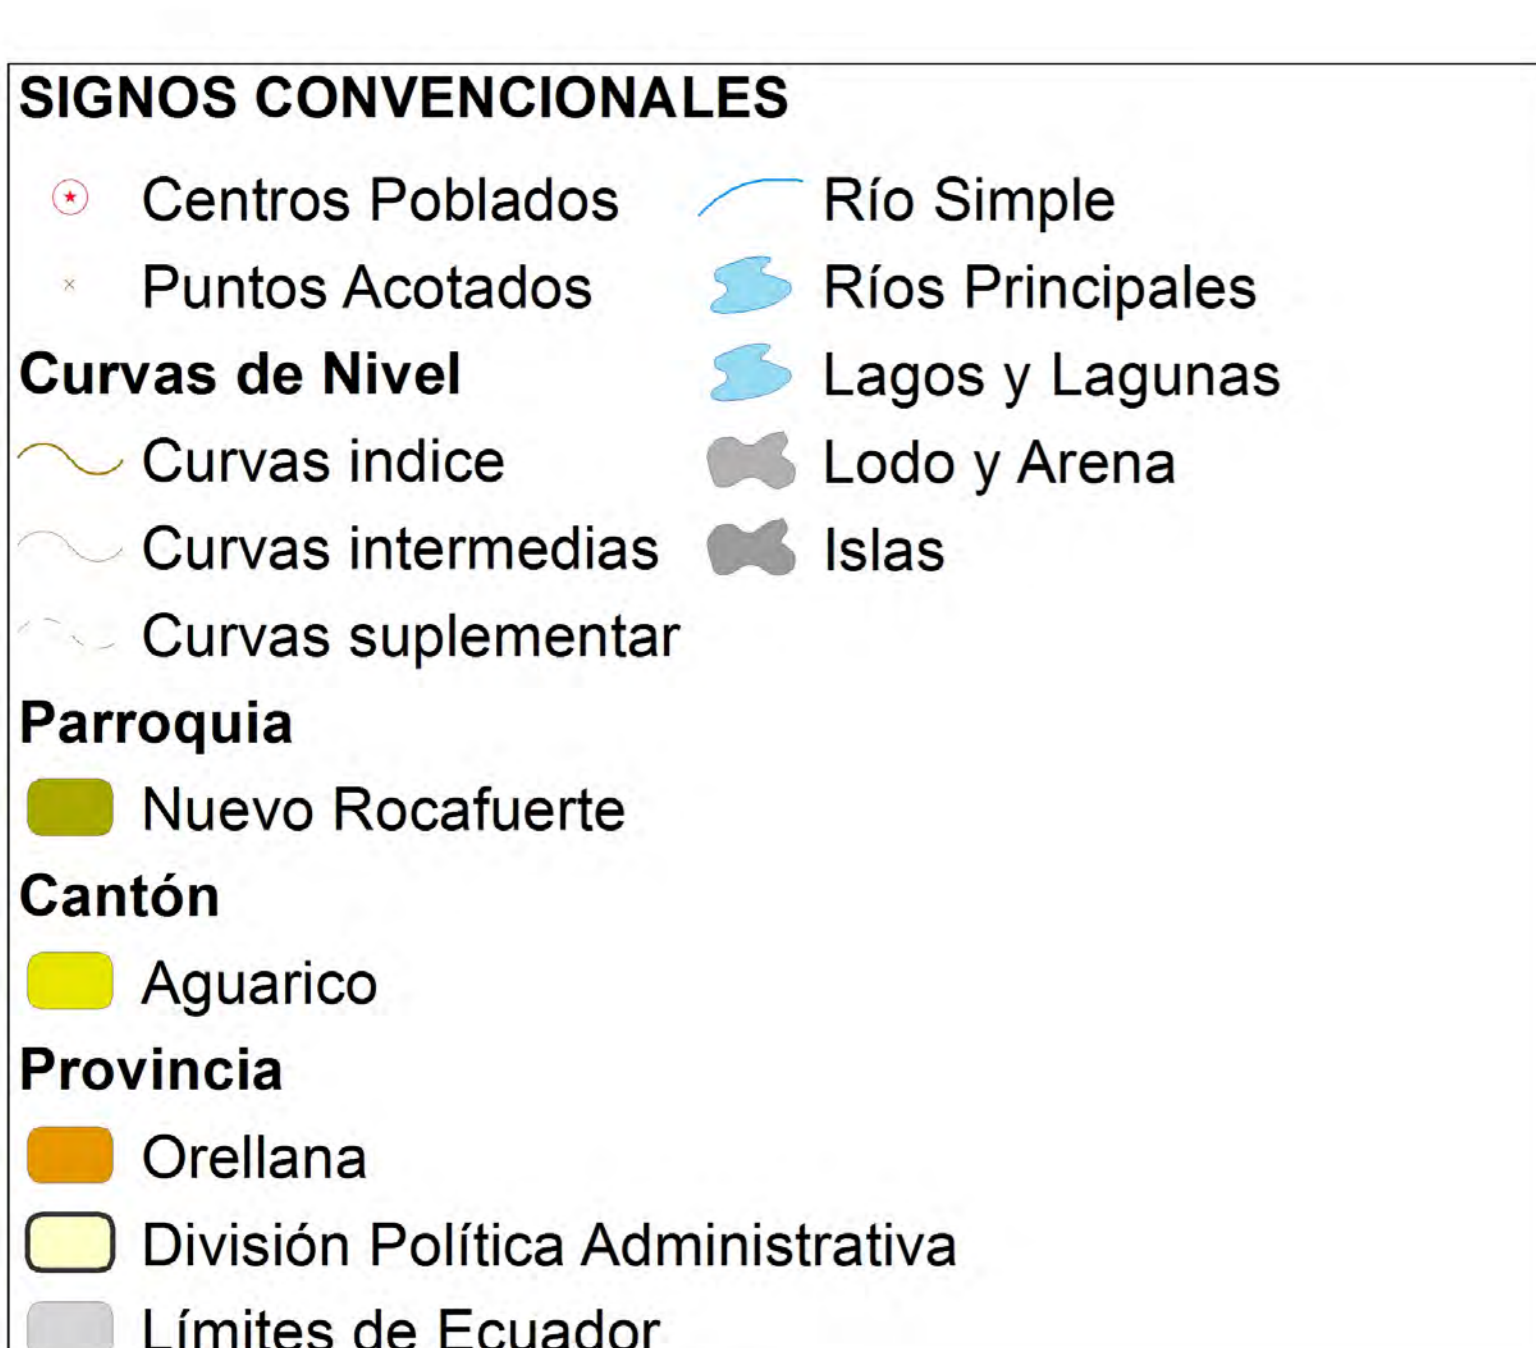 SIGNOS CONVENCIONALES
Centros Poblados
Puntos Acotados
Curvas de Nivel
Curvas indice
Curvas intermedias
Curvas suplementar
Parroquia
Nuevo Rocafuerte
Cantón
Aguarico
Provincia
Orellana
División Política Administrativa
Límites de Ecuador
Río Simple
Ríos Principales
Lagos y Lagunas
Lodo y Arena
Islas